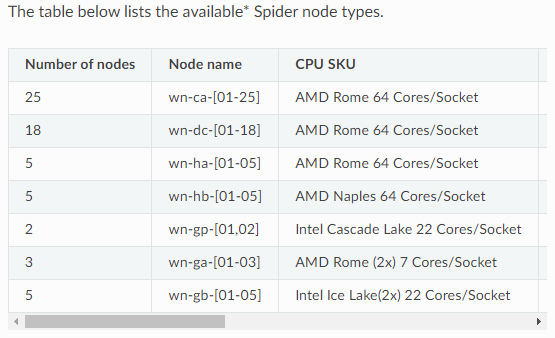 The table below lists the available* Spider node types.
Number of nodes Node name CPU SKU
25 wn-ca-[01-25] AMD Rome 64 Cores/Socket
18 wn-dc-[01-18] AMD Rome 64 Cores/Socket
5 wn-ha-[01-05] AMD Rome 64 Cores/Socket
5 wn-hb-[01-05] AMD Naples 64 Cores/Socket
2 wn-gp-[01,02] Intel Cascade Lake 22 Cores/Socket
3 wn-ga-[01-03] AMD Rome (2x) 7 Cores/Socket
5 wn-gb-[01-05] Intel Ice Lake(2x) 22 Cores/Socket